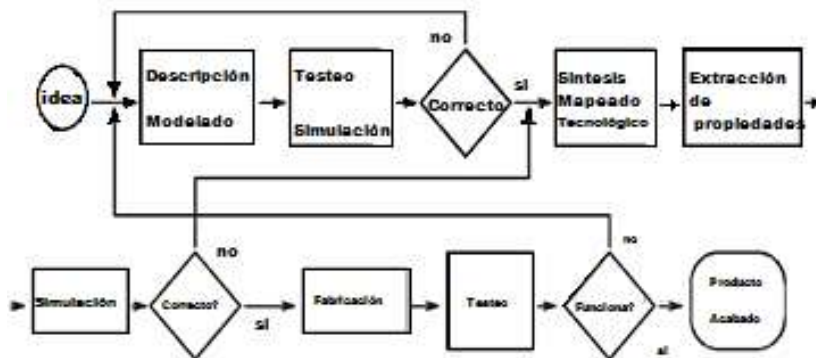 no
Descripción
Modelado
Testeo
Simulación
idea
Correcto
si
Sintesis
Mapeado
Tecnológico
Extracción
de
propiedades
no
no
Simulación
Correcto?
si
Fabricación
Testeo
Funciona?
si
Producto
Acabado